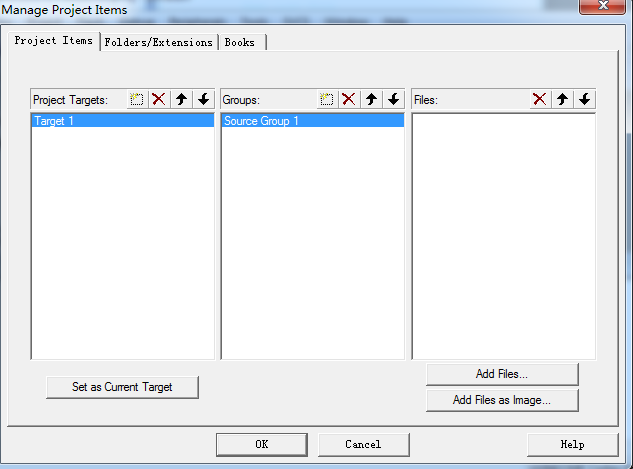 Manage Project Items
Project Items Folders/Extensions Books
Project Targets: Groups: Files:
Target 1 Source Group 1
Add Files...
Set as Current Target
Add Files as Image...
OK Cancel Help